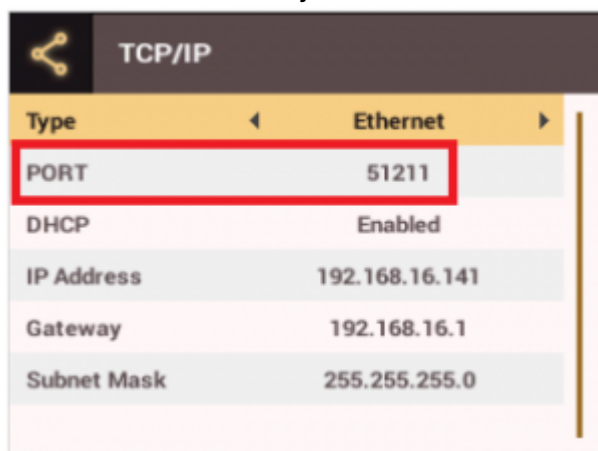 TCP/IP
Type Ethernet
PORT 51211
DHCP Enabled
IP Address 192.168.16.141
Gateway 192.168.16.1
Subnet Mask 255.255.255.0